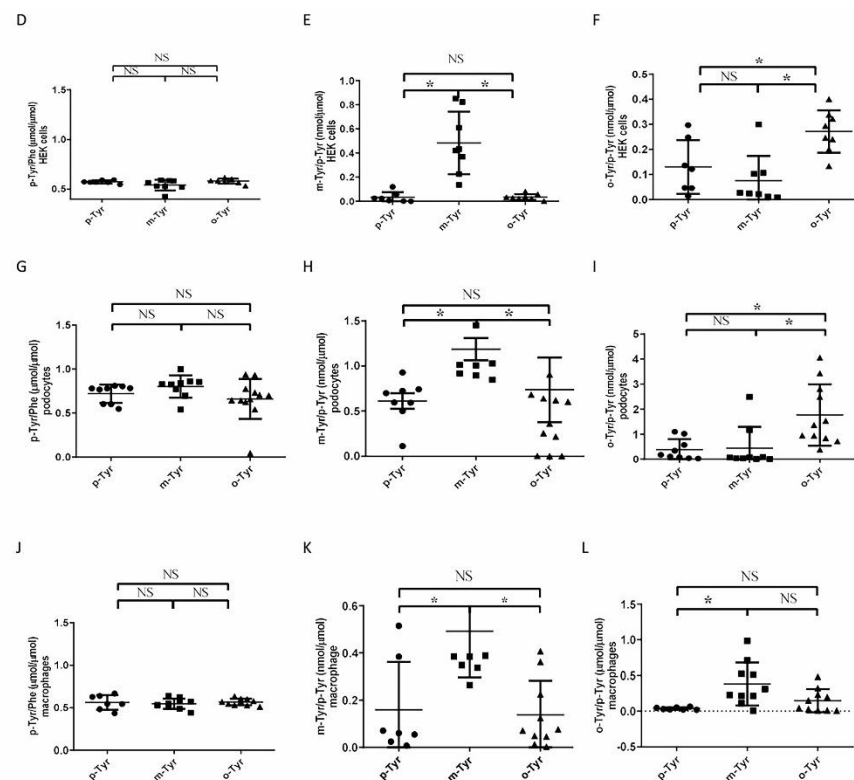 D
NS
NS NS
p-Tyr/Phe (µmol/µmol)
HEK cells
1.5
1.0
0.5
p-Tyr m-Tyr o-Tyr
E
NS
* *
m-Tyr/p-Tyr (nmol/µmol)
HEK cells
1.0
0.8
0.6
0.4
0.2
0.0
p-Tyr m-Tyr o-Tyr
F
*
NS *
o-Tyr/p-Tyr (nmol/µmol)
HEK cells
0.6
0.4
0.3
0.2
0.1
0.0
p-Tyr m-Tyr o-Tyr
G
NS
NS NS
p-Tyr/Phe (µmol/µmol)
podocytes
1.5
1.0
0.5
0.0
p-Tyr m-Tyr o-Tyr
H
NS
* *
m-Tyr/p-Tyr (nmol/µmol)
podocytes
1.5
1.0
0.5
0.0
p-Tyr m-Tyr o-Tyr
I
*
NS *
o-Tyr/p-Tyr (nmol/µmol)
podocytes
5
4
3
2
1
0
p-Tyr m-Tyr o-Tyr
J
NS
NS NS
p-Tyr/Phe (µmol/µmol)
macrophages
1.5
1.0
0.5
0.0
p-Tyr m-Tyr o-Tyr
K
NS
* *
m-Tyr/p-Tyr (nmol/µmol)
macrophage
0.6
0.4
0.2
0.0
p-Tyr m-Tyr o-Tyr
L
NS
* NS
o-Tyr/p-Tyr (nmol/µmol)
macrophages
1.5
1.0
0.5
0.0
-0.5
p-Tyr m-Tyr o-Tyr